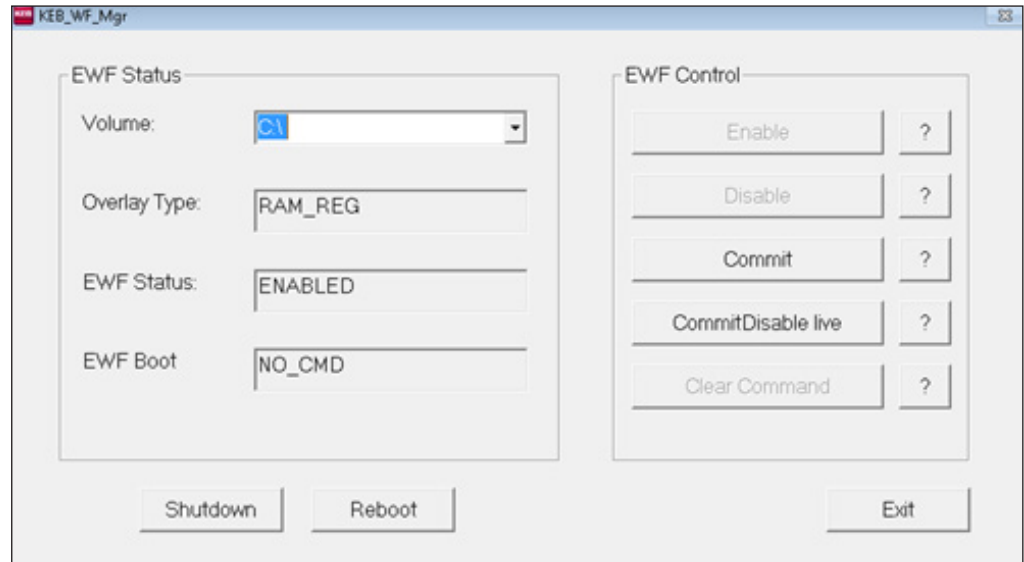 KEB KEB_WF_Mgr
EWF Status
Volume:
C:\
Overlay Type:
RAM_REG
EWF Status:
ENABLED
EWF Boot
NO_CMD
EWF Control
Enable ?
Disable ?
Commit ?
CommitDisable live ?
Clear Command ?
Shutdown
Reboot
Exit